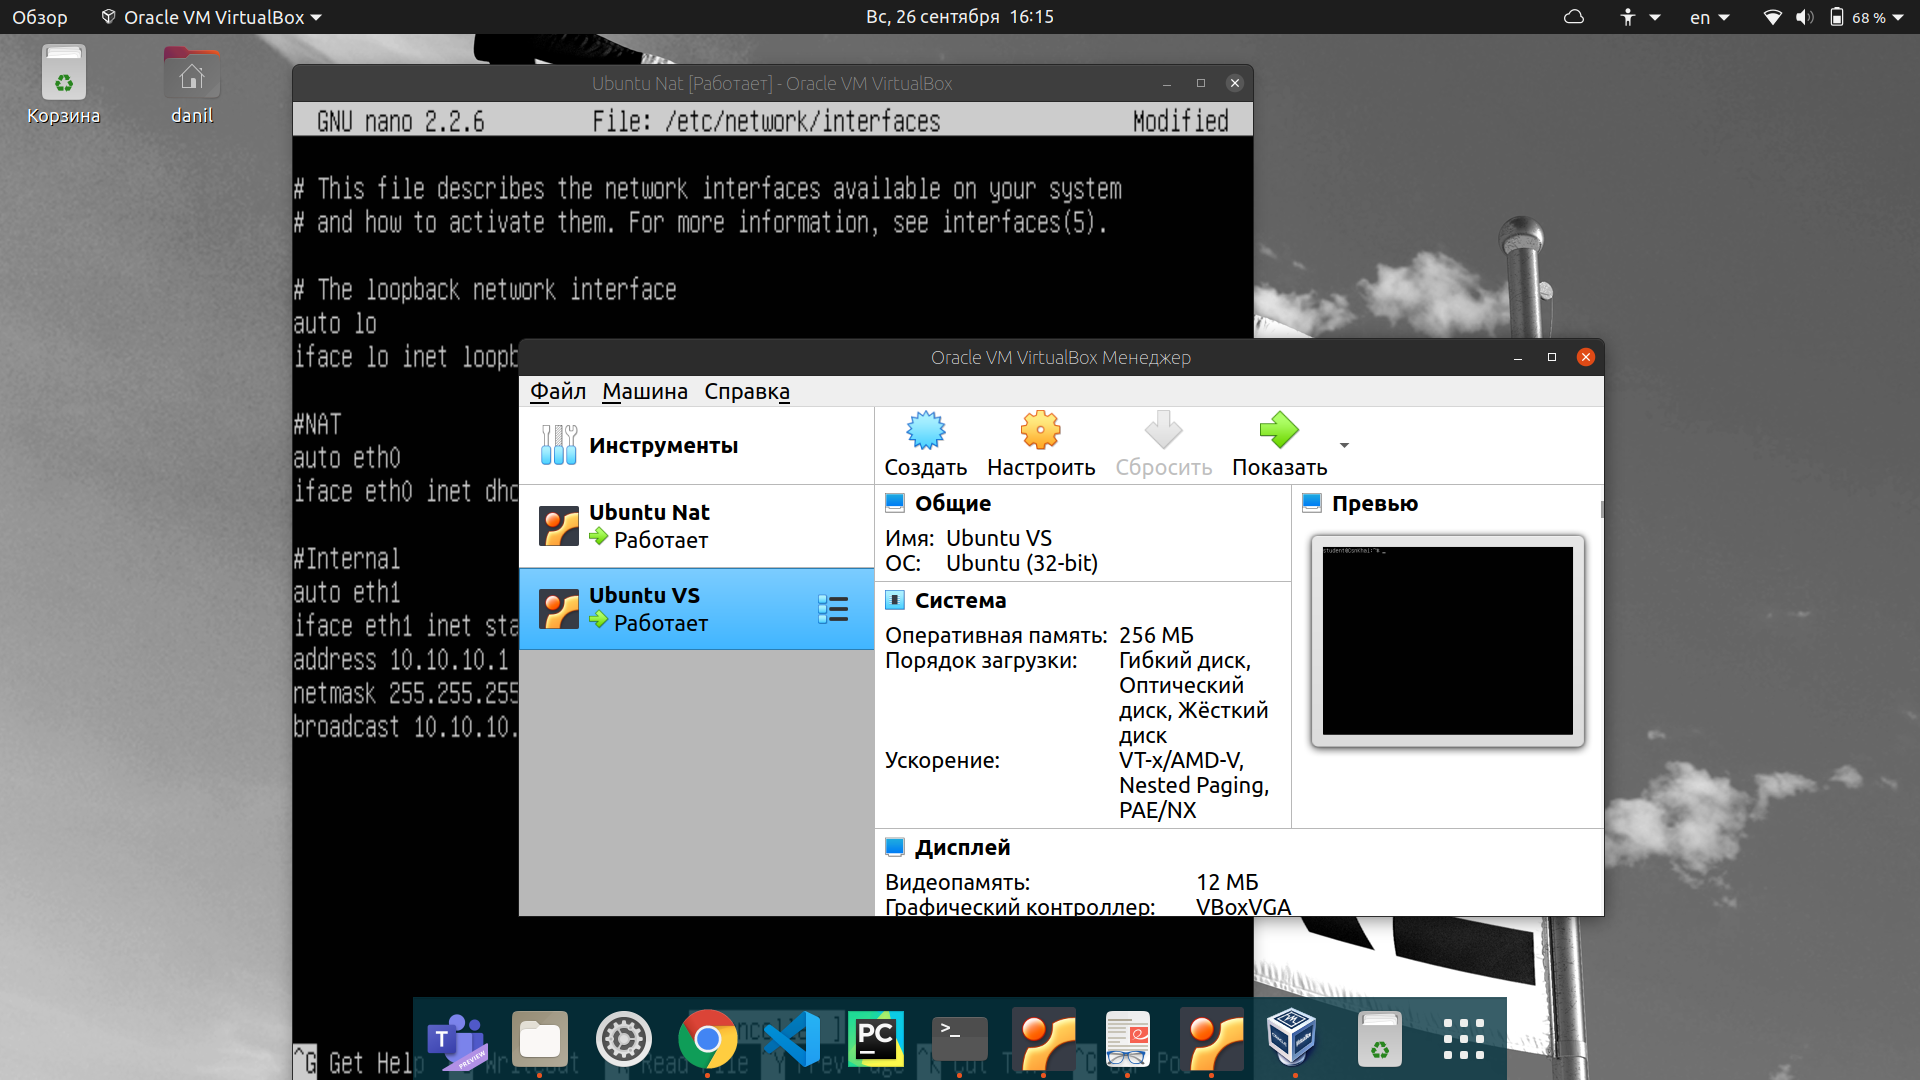 Обзор
Oracle VM VirtualBox
Вс, 26 сентября 16:15
en
68 %
Корзина
danil
Ubuntu Nat [Работает] - Oracle VM VirtualBox
GNU nano 2.2.6 File: /etc/network/interfaces Modified
# This file describes the network interfaces available on your system
# and how to activate them. For more information, see interfaces(5).
# The loopback network interface
auto lo
iface lo inet loopb
#NAT
auto eth0
iface eth0 inet dhc
#Internal
auto eth1
iface eth1 inet sta
address 10.10.10.1
netmask 255.255.255
broadcast 10.10.10.
^G Get Help
Oracle VM VirtualBox Менеджер
Файл Машина Справка
Инструменты
Создать Настроить Сбросить Показать
Ubuntu Nat
Работает
Ubuntu VS
Работает
Общие
Имя: Ubuntu VS
ОС: Ubuntu (32-bit)
Система
Оперативная память: 256 МБ
Порядок загрузки: Гибкий диск,
Оптический
диск, Жёсткий
диск
Ускорение: VT-x/AMD-V,
Nested Paging,
PAE/NX
Дисплей
Видеопамять: 12 МБ
Графический контроллер: VBoxVGA
Превью
T
PREVIEW
PC
>_